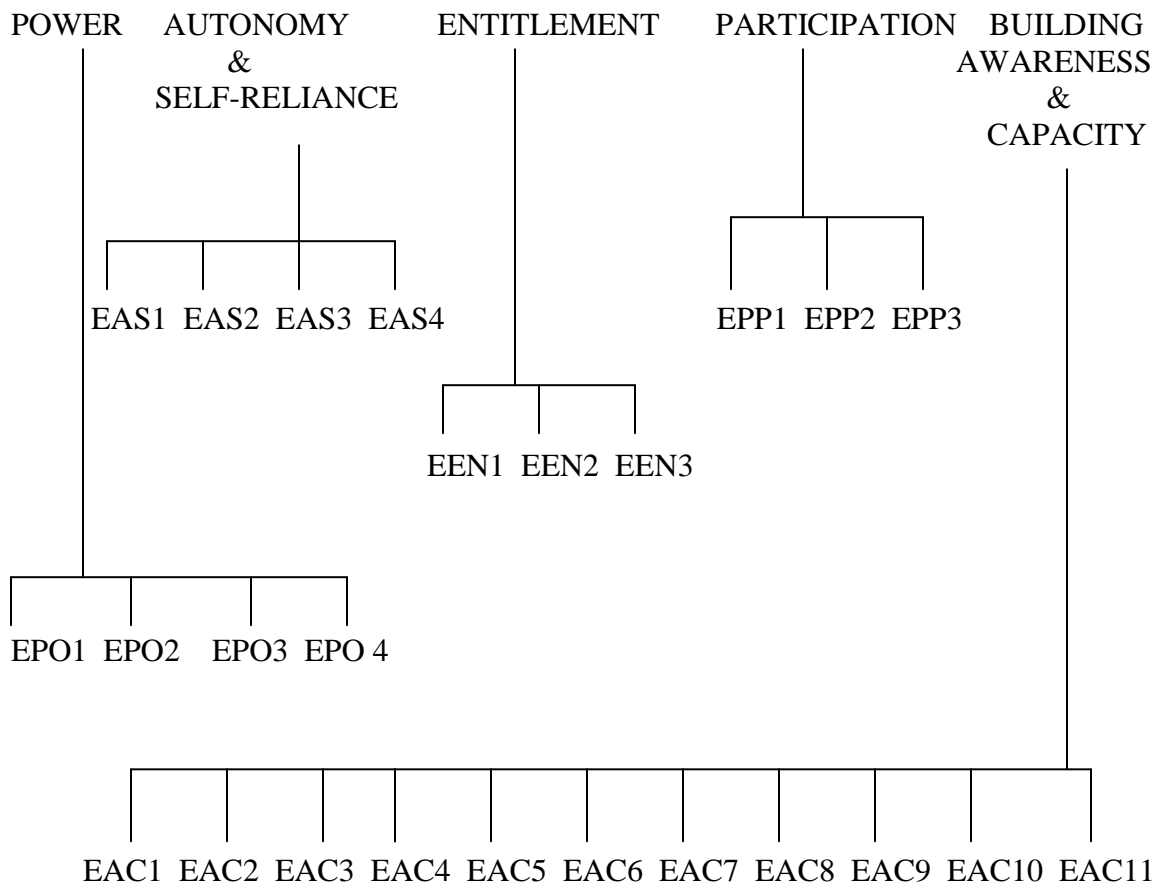 POWER AUTONOMY ENTITLEMENT PARTICIPATION BUILDING
& AWARENESS
SELF-RELIANCE &
CAPACITY
EAS1 EAS2 EAS3 EAS4 EPP1 EPP2 EPP3
EEN1 EEN2 EEN3
EPO1 EPO2 EPO3 EPO 4
EAC1 EAC2 EAC3 EAC4 EAC5 EAC6 EAC7 EAC8 EAC9 EAC10 EAC11